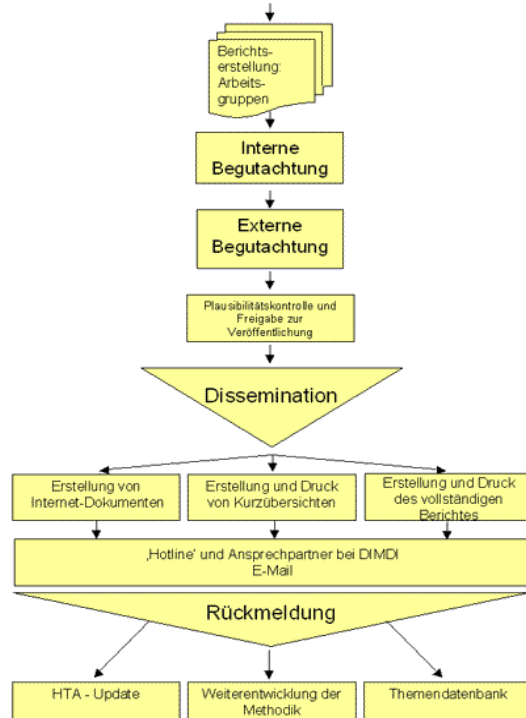 Berichts-
erstellung:
Arbeits-
gruppen
Interne
Begutachtung
Externe
Begutachtung
Plausibilitätskontrolle und
Freigabe zur
Veröffentlichung
Dissemination
Erstellung von
Internet-Dokumenten
Erstellung und Druck
von Kurzübersichten
Erstellung und Druck
des vollständigen
Berichtes
‚Hotline' und Ansprechpartner bei DIMDI
E-Mail
Rückmeldung
HTA - Update
Weiterentwicklung der
Methodik
Themendatenbank